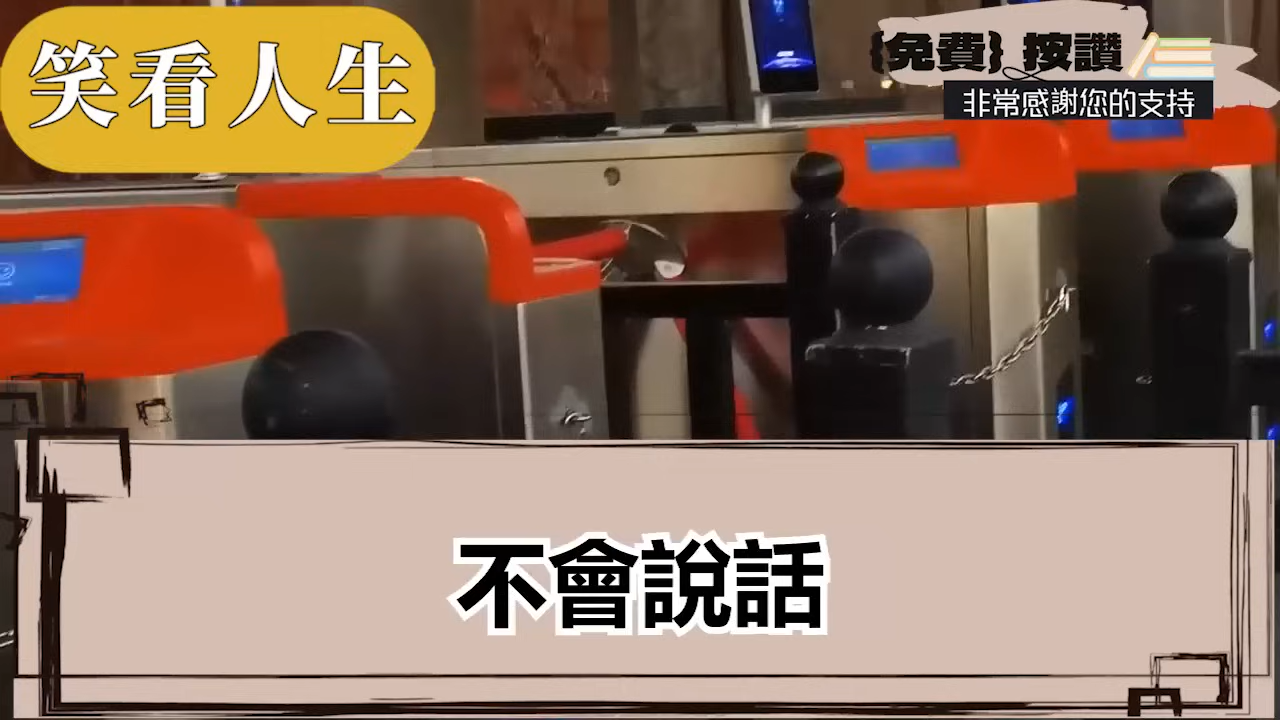 笑看人生
{免費} 按讚
非常感謝您的支持
不會說話